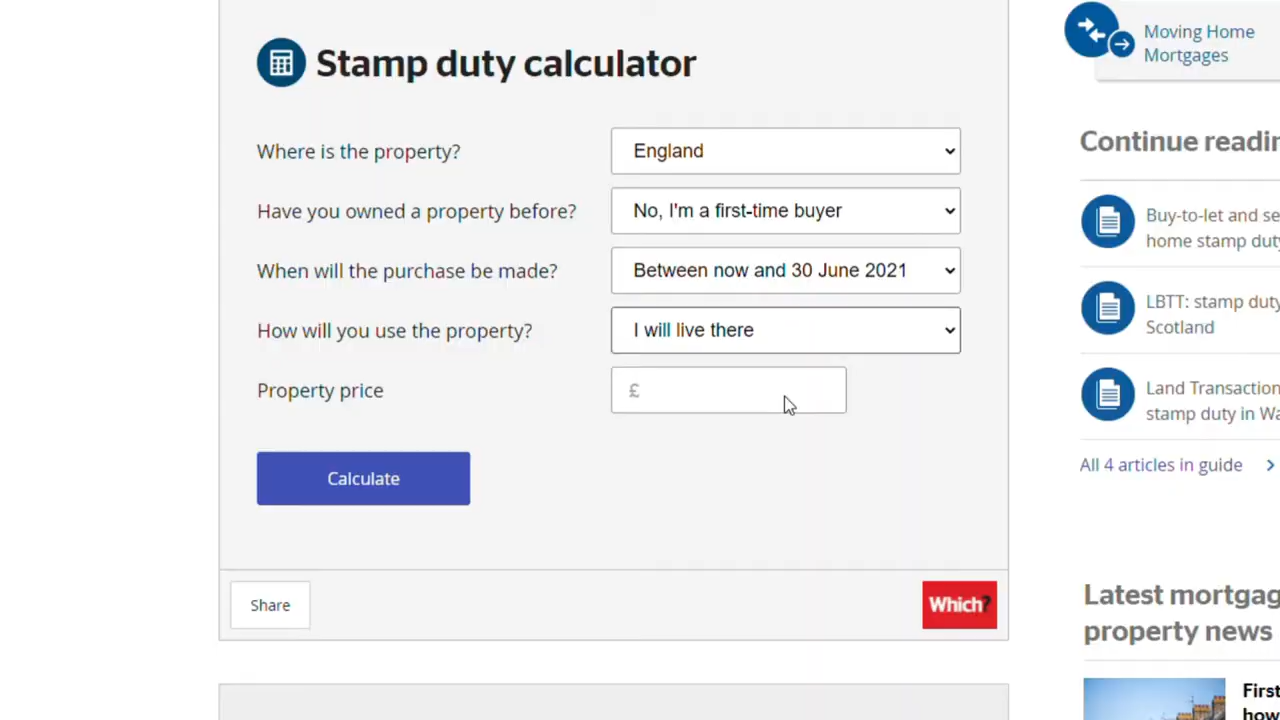 Stamp duty calculator
Where is the property?
England
Have you owned a property before?
No, I'm a first-time buyer
When will the purchase be made?
Between now and 30 June 2021
How will you use the property?
I will live there
Property price
£
Calculate
Share
Which?
Moving Home
Mortgages
Continue readin
Buy-to-let and se
home stamp duty
LBTT: stamp duty
Scotland
Land Transaction
stamp duty in Wa
All 4 articles in guide
Latest mortgag
property news
First
how